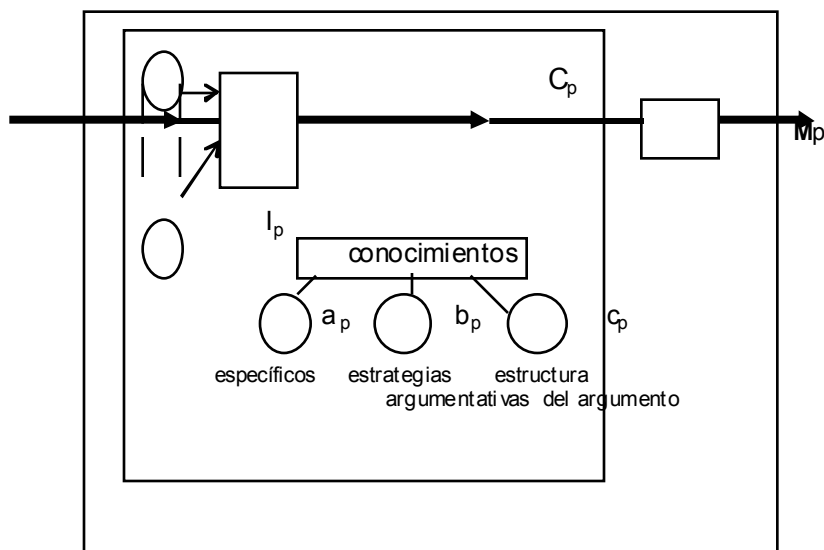 Cp
Mp
Ip
conocimientos
ap bp cp
específicos estrategias estructura
argumentativas del argumento